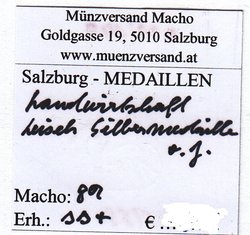 Münzversand Macho
Goldgasse 19, 5010 Salzburg
www.muenzversand.at
Salzburg - MEDAILLEN
Landwirtschaft
Silbermedaille
o. J.
Macho:
Erh.: SS+ € ... ......